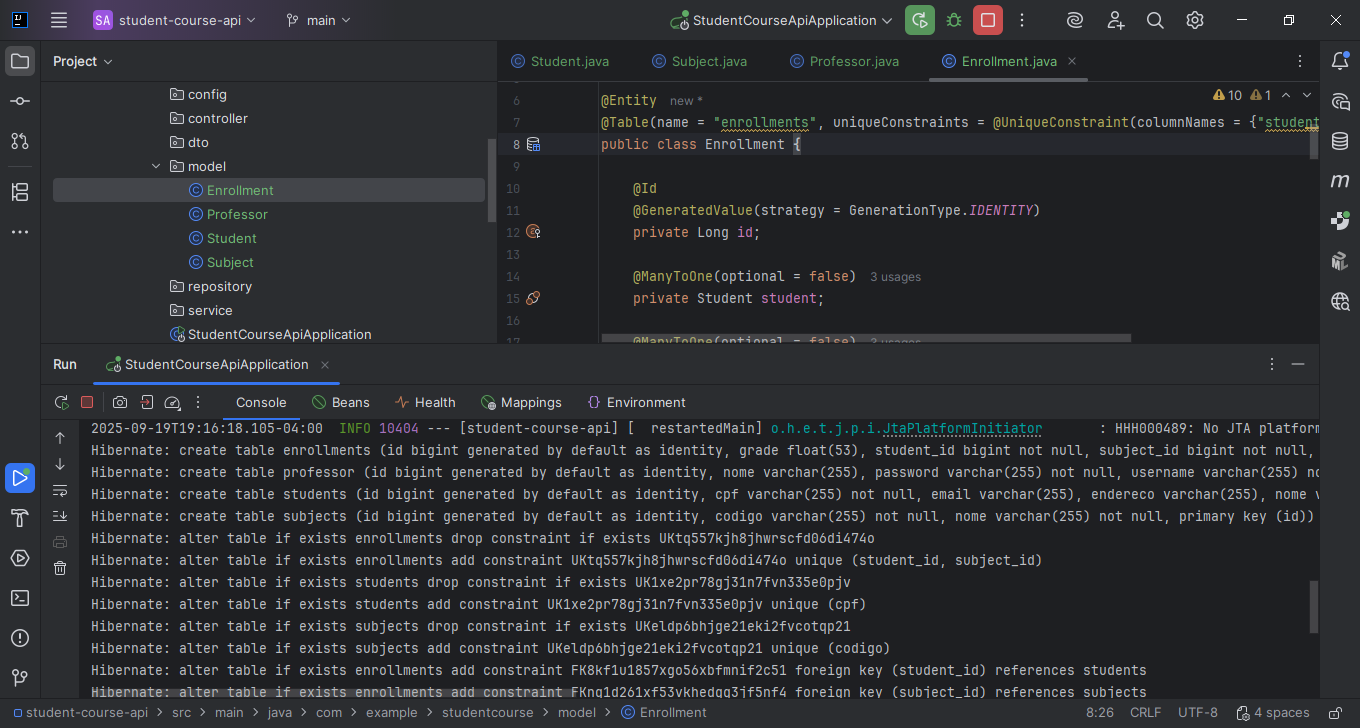 SA student-course-api main StudentCourseApiApplication
Project
Student.java Subject.java Professor.java Enrollment.java
config
controller
dto
model
Enrollment
Professor
Student
Subject
repository
service
StudentCourseApiApplication
10 1
6 @Entity new *
7 @Table(name = "enrollments", uniqueConstraints = @UniqueConstraint(columnNames = {"student
8 public class Enrollment {
9
10 @Id
11 @GeneratedValue(strategy = GenerationType.IDENTITY)
12 private Long id;
13
14 @ManyToOne(optional = false) 3 usages
15 private Student student;
16
17 @ManyToOne(optional = false) 3 usages
Run StudentCourseApiApplication
Console Beans Health Mappings Environment
2025-09-19T19:16:18.105-04:00 INFO 10404 --- [student-course-api] [ restartedMain] o.h.e.t.j.p.i.JtaPlatformInitiator : HHH000489: No JTA platform
Hibernate: create table enrollments (id bigint generated by default as identity, grade float(53), student_id bigint not null, subject_id bigint not null,
Hibernate: create table professor (id bigint generated by default as identity, nome varchar(255), password varchar(255) not null, username varchar(255) no
Hibernate: create table students (id bigint generated by default as identity, cpf varchar(255) not null, email varchar(255), endereco varchar(255), nome v
Hibernate: create table subjects (id bigint generated by default as identity, codigo varchar(255) not null, nome varchar(255) not null, primary key (id))
Hibernate: alter table if exists enrollments drop constraint if exists UKtq557kjh8jhwrscfd06di474o
Hibernate: alter table if exists enrollments add constraint UKtq557kjh8jhwrscfd06di474o unique (student_id, subject_id)
Hibernate: alter table if exists students drop constraint if exists UK1xe2pr78gj31n7fvn335e0pjv
Hibernate: alter table if exists students add constraint UK1xe2pr78gj31n7fvn335e0pjv unique (cpf)
Hibernate: alter table if exists subjects drop constraint if exists UKeldp6bhjge21eki2fvcotqp21
Hibernate: alter table if exists subjects add constraint UKeldp6bhjge21eki2fvcotqp21 unique (codigo)
Hibernate: alter table if exists enrollments add constraint FK8kf1u1857xgo56xbfmnif2c51 foreign key (student_id) references students
Hibernate: alter table if exists enrollments add constraint FKng1d261xf53vkhedgg3jf5nf4 foreign key (subject_id) references subjects
student-course-api > src > main > java > com > example > studentcourse > model > Enrollment 8:26 CRLF UTF-8 4 spaces